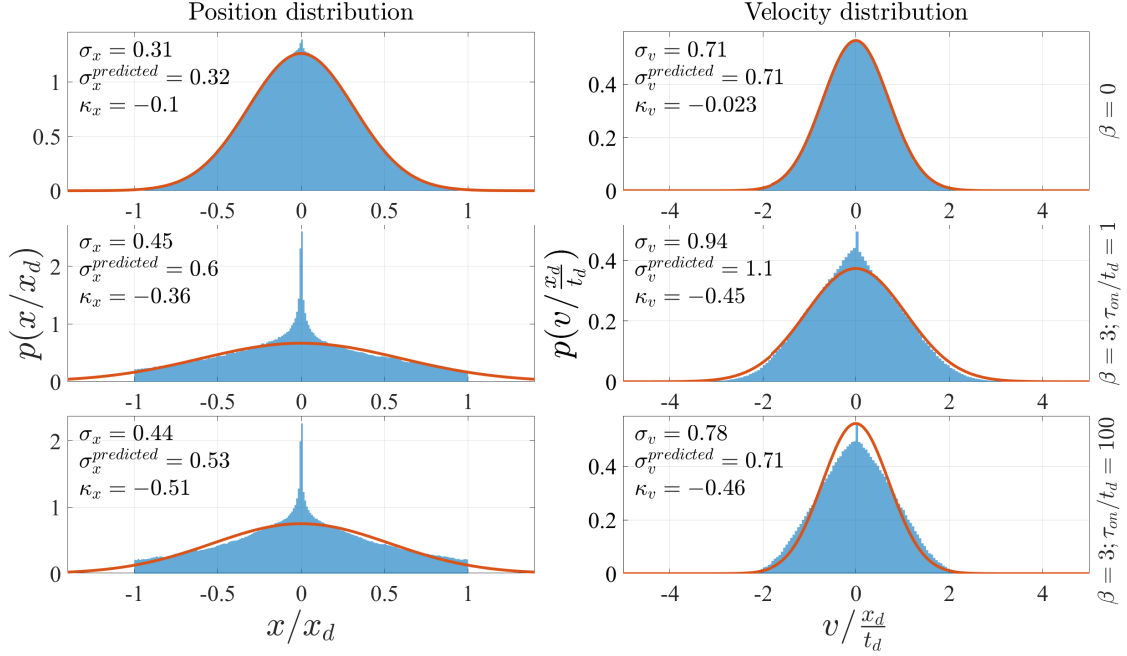 Position distribution
Velocity distribution
σ_x = 0.31
σ_x^{predicted} = 0.32
κ_x = −0.1
1
0.5
0
-1
-0.5
0
0.5
1
σ_v = 0.71
σ_v^{predicted} = 0.71
κ_v = −0.023
0.4
0.2
0
-4
-2
0
2
4
β = 0
p(x/x_d)
σ_x = 0.45
σ_x^{predicted} = 0.6
κ_x = −0.36
2
1
0
-1
-0.5
0
0.5
1
p(v/\frac{x_d}{t_d})
σ_v = 0.94
σ_v^{predicted} = 1.1
κ_v = −0.45
0.4
0.2
0
-4
-2
0
2
4
β = 3; τ_{on}/t_d = 1
σ_x = 0.44
σ_x^{predicted} = 0.53
κ_x = −0.51
2
1
0
-1
-0.5
0
0.5
1
x/x_d
σ_v = 0.78
σ_v^{predicted} = 0.71
κ_v = −0.46
0.4
0.2
0
-4
-2
0
2
4
v/\frac{x_d}{t_d}
β = 3; τ_{on}/t_d = 100